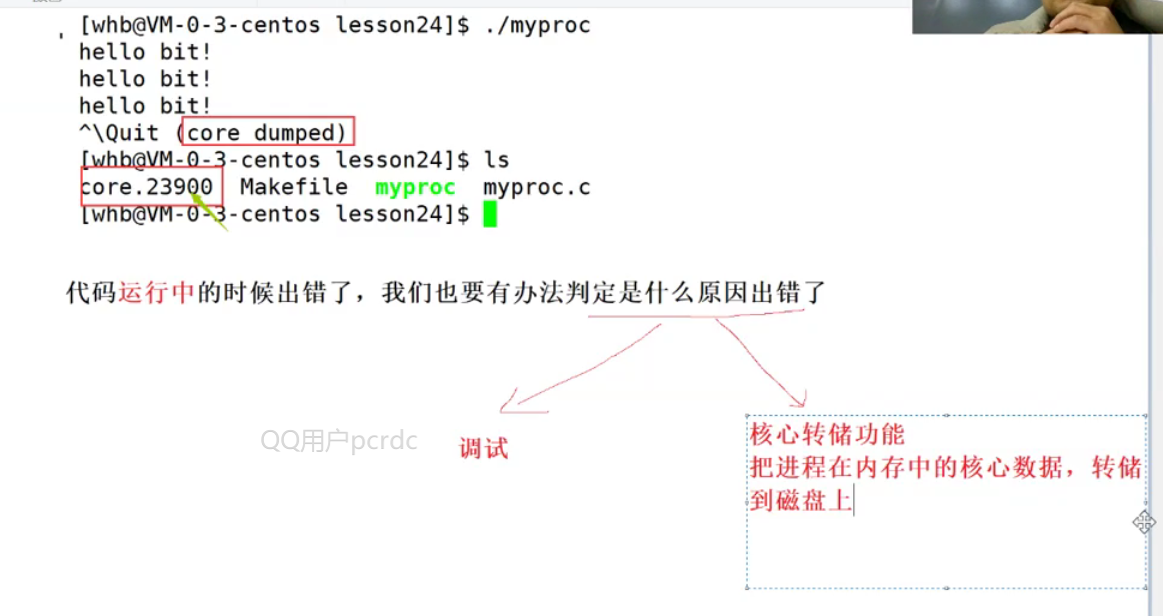 [whb@VM-0-3-centos lesson24]$ ./myproc
hello bit!
hello bit!
hello bit!
^\Quit (core dumped)
[whb@VM-0-3-centos lesson24]$ ls
core.23900  Makefile  myproc  myproc.c
[whb@VM-0-3-centos lesson24]$
代码运行中的时候出错了，我们也要有办法判定是什么原因出错了
QQ用户pcrdc
调试
核心转储功能
把进程在内存中的核心数据，转储
到磁盘上